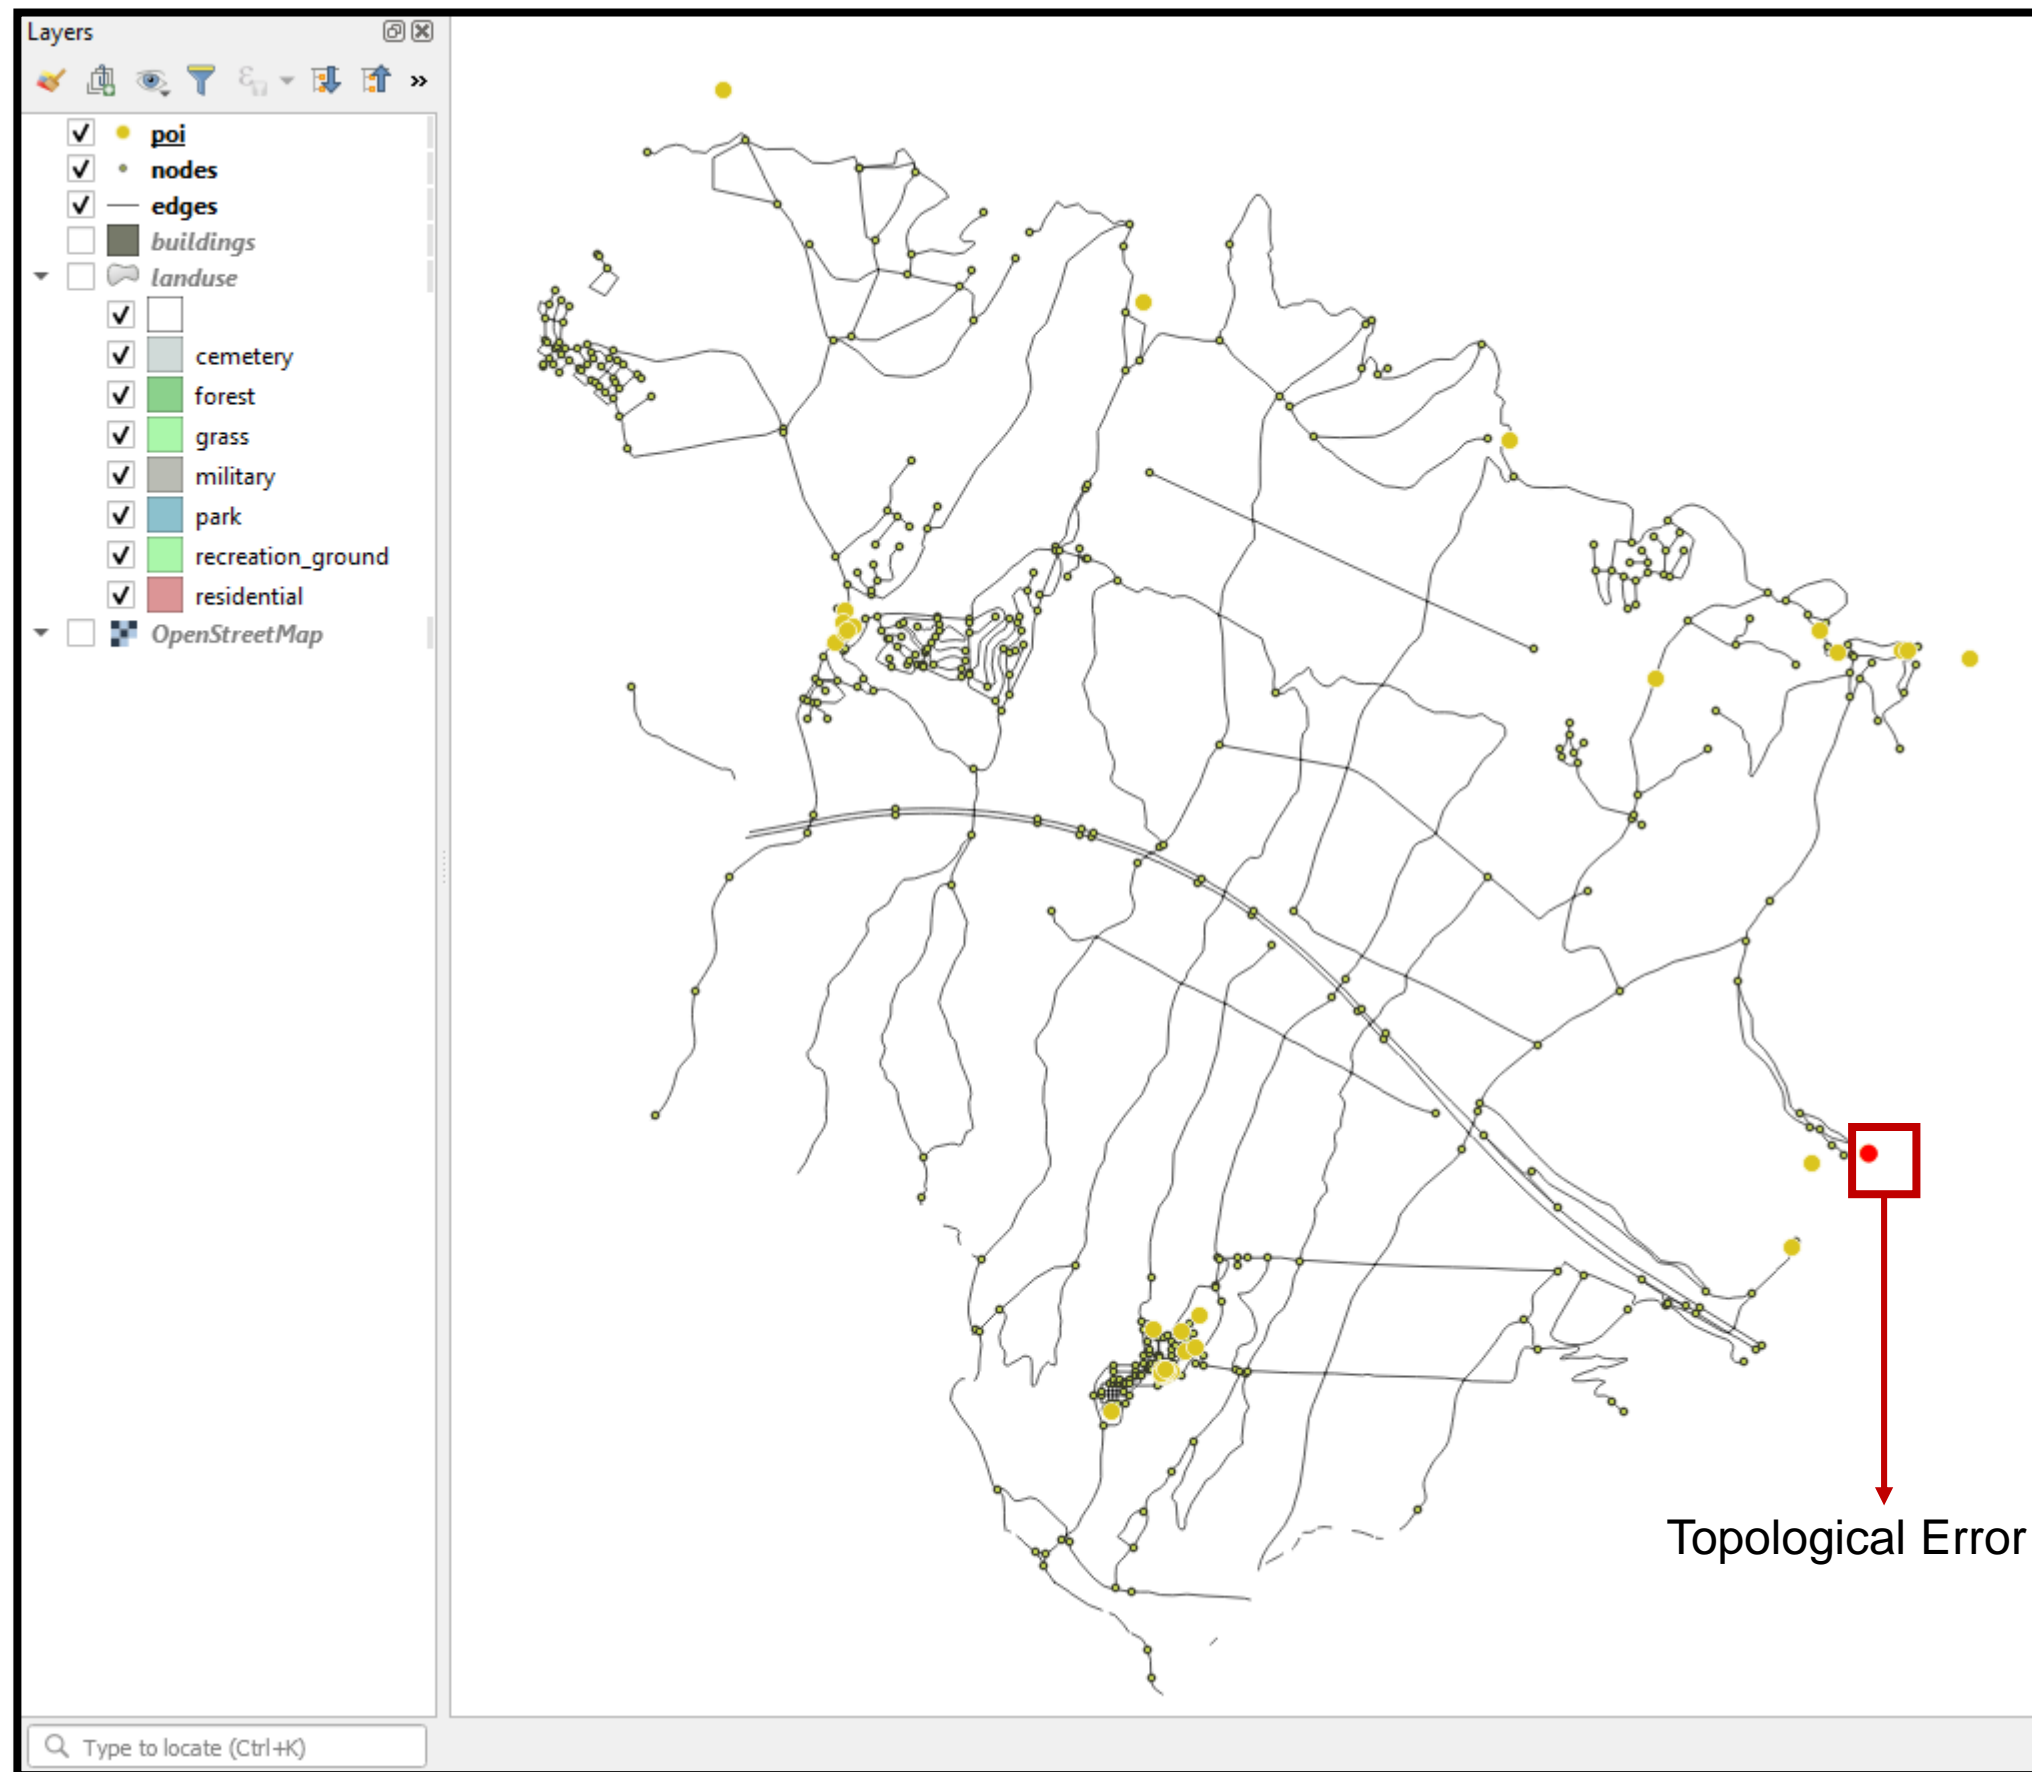 Layers
»
poi
nodes
edges
buildings
landuse
cemetery
forest
grass
military
park
recreation_ground
residential
OpenStreetMap
Topological Error
Type to locate (Ctrl+K)